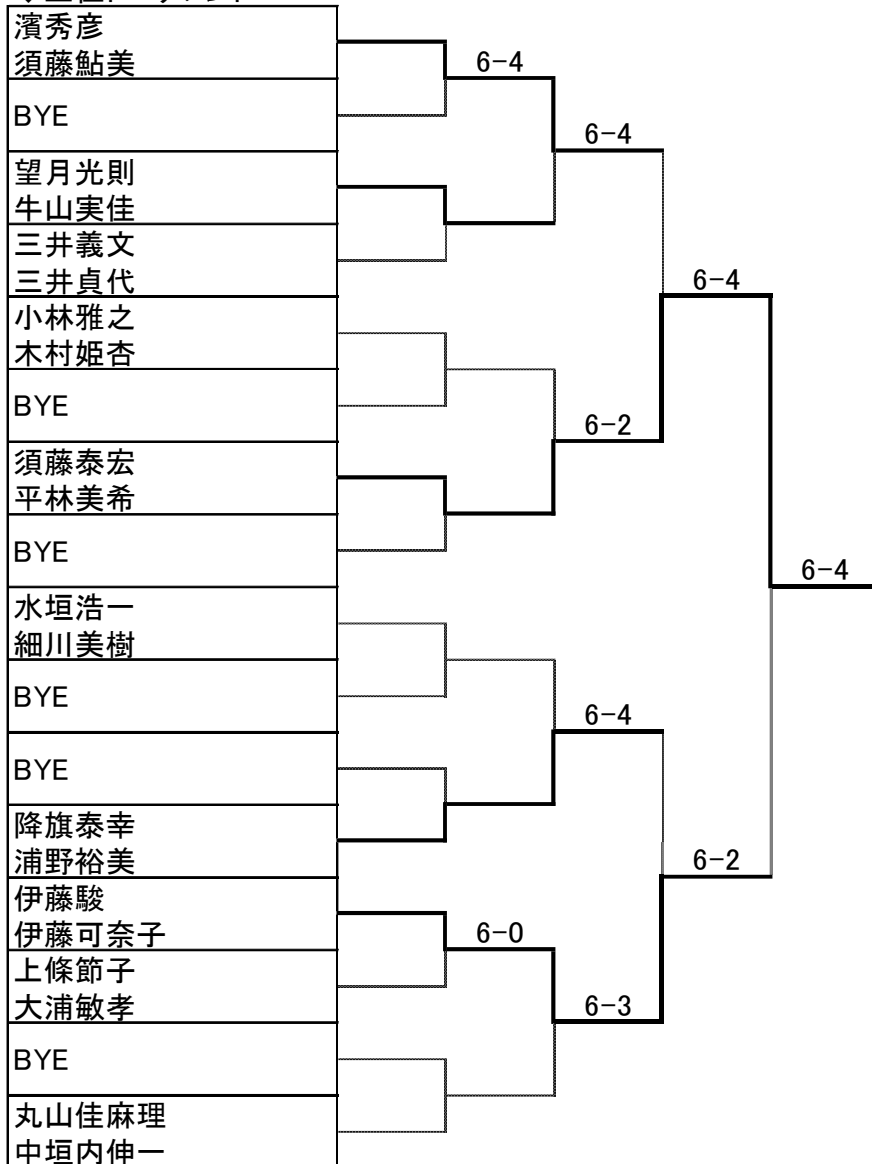 濱秀彦
須藤鮎美
6-4
BYE
6-4
望月光則
牛山実佳
三井義文
三井貞代
6-4
小林雅之
木村姫杏
BYE
6-2
須藤泰宏
平林美希
BYE
6-4
水垣浩一
細川美樹
BYE
6-4
BYE
降旗泰幸
浦野裕美
6-2
伊藤駿
伊藤可奈子
6-0
上條節子
大浦敏孝
6-3
BYE
丸山佳麻理
中垣内伸一